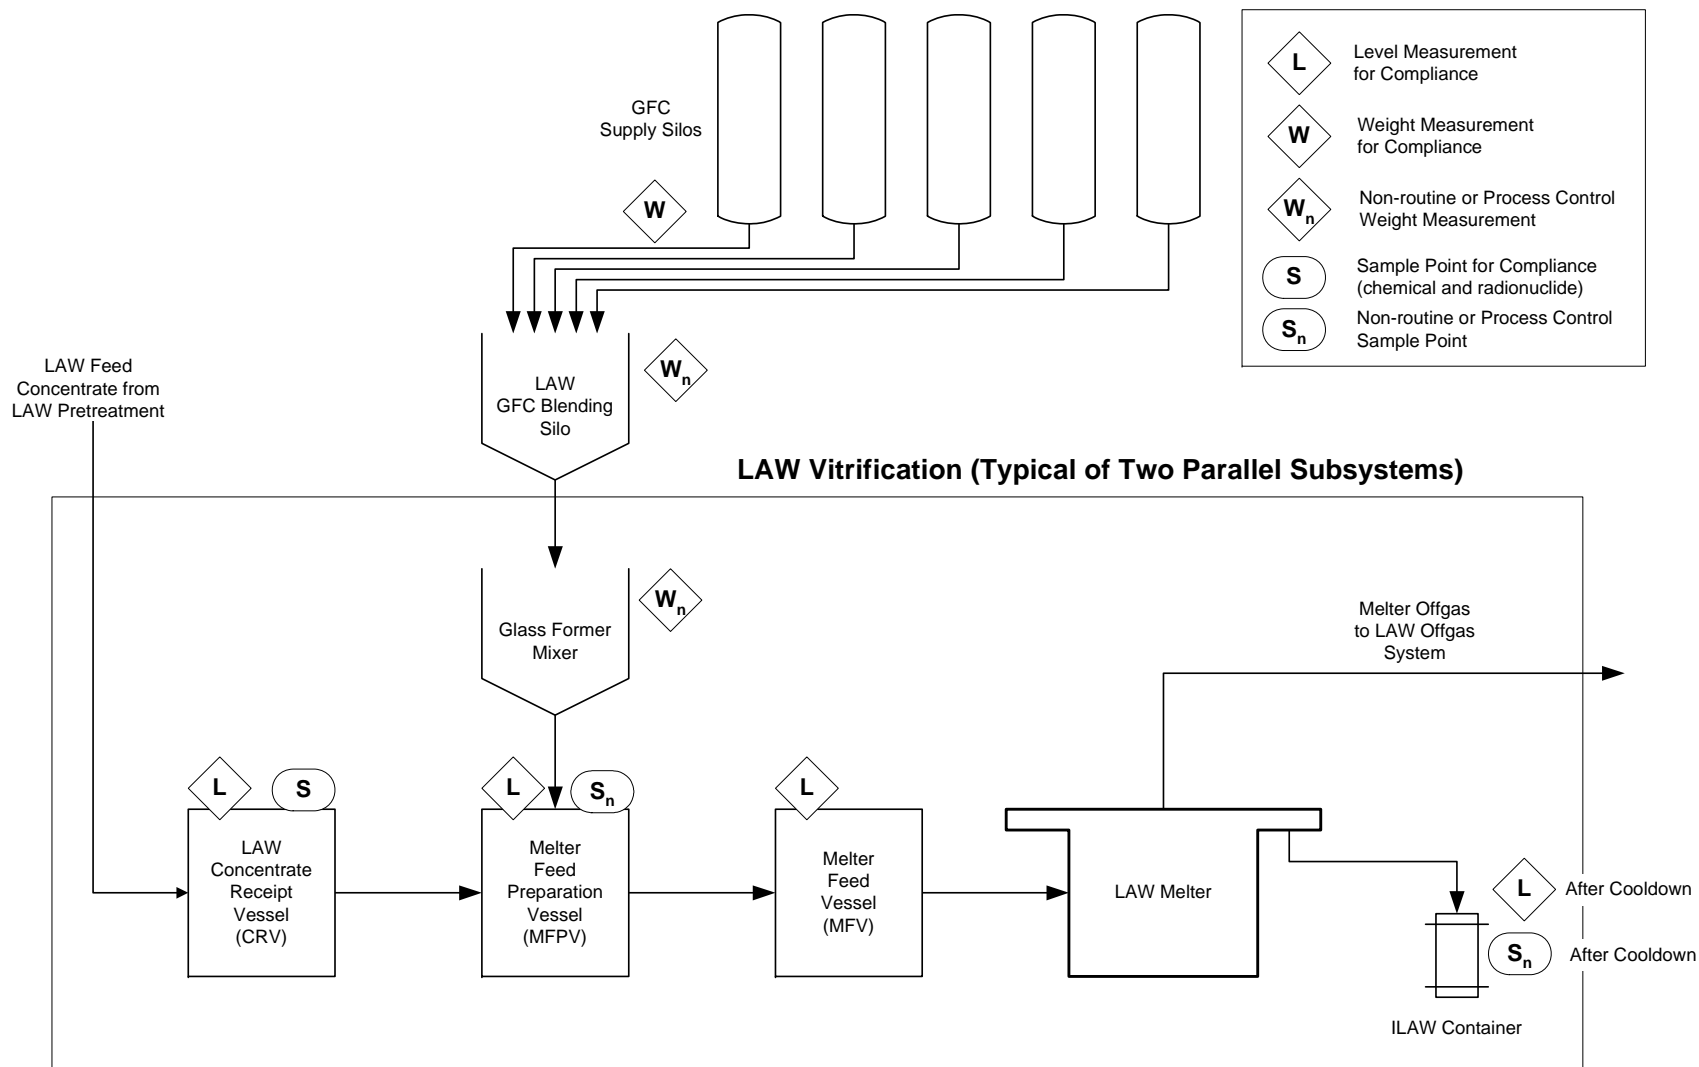 L
Level Measurement
for Compliance
W
Weight Measurement
for Compliance
Wn
Non-routine or Process Control
Weight Measurement
S
Sample Point for Compliance
(chemical and radionuclide)
Sn
Non-routine or Process Control
Sample Point
GFC
Supply Silos
W
LAW Feed
Concentrate from
LAW Pretreatment
LAW
GFC Blending
Silo
Wn
LAW Vitrification (Typical of Two Parallel Subsystems)
Glass Former
Mixer
Wn
Melter Offgas
to LAW Offgas
System
L
S
LAW
Concentrate
Receipt
Vessel
(CRV)
L
Sn
Melter
Feed
Preparation
Vessel
(MFPV)
L
Melter
Feed
Vessel
(MFV)
LAW Melter
L
After Cooldown
Sn
After Cooldown
ILAW Container